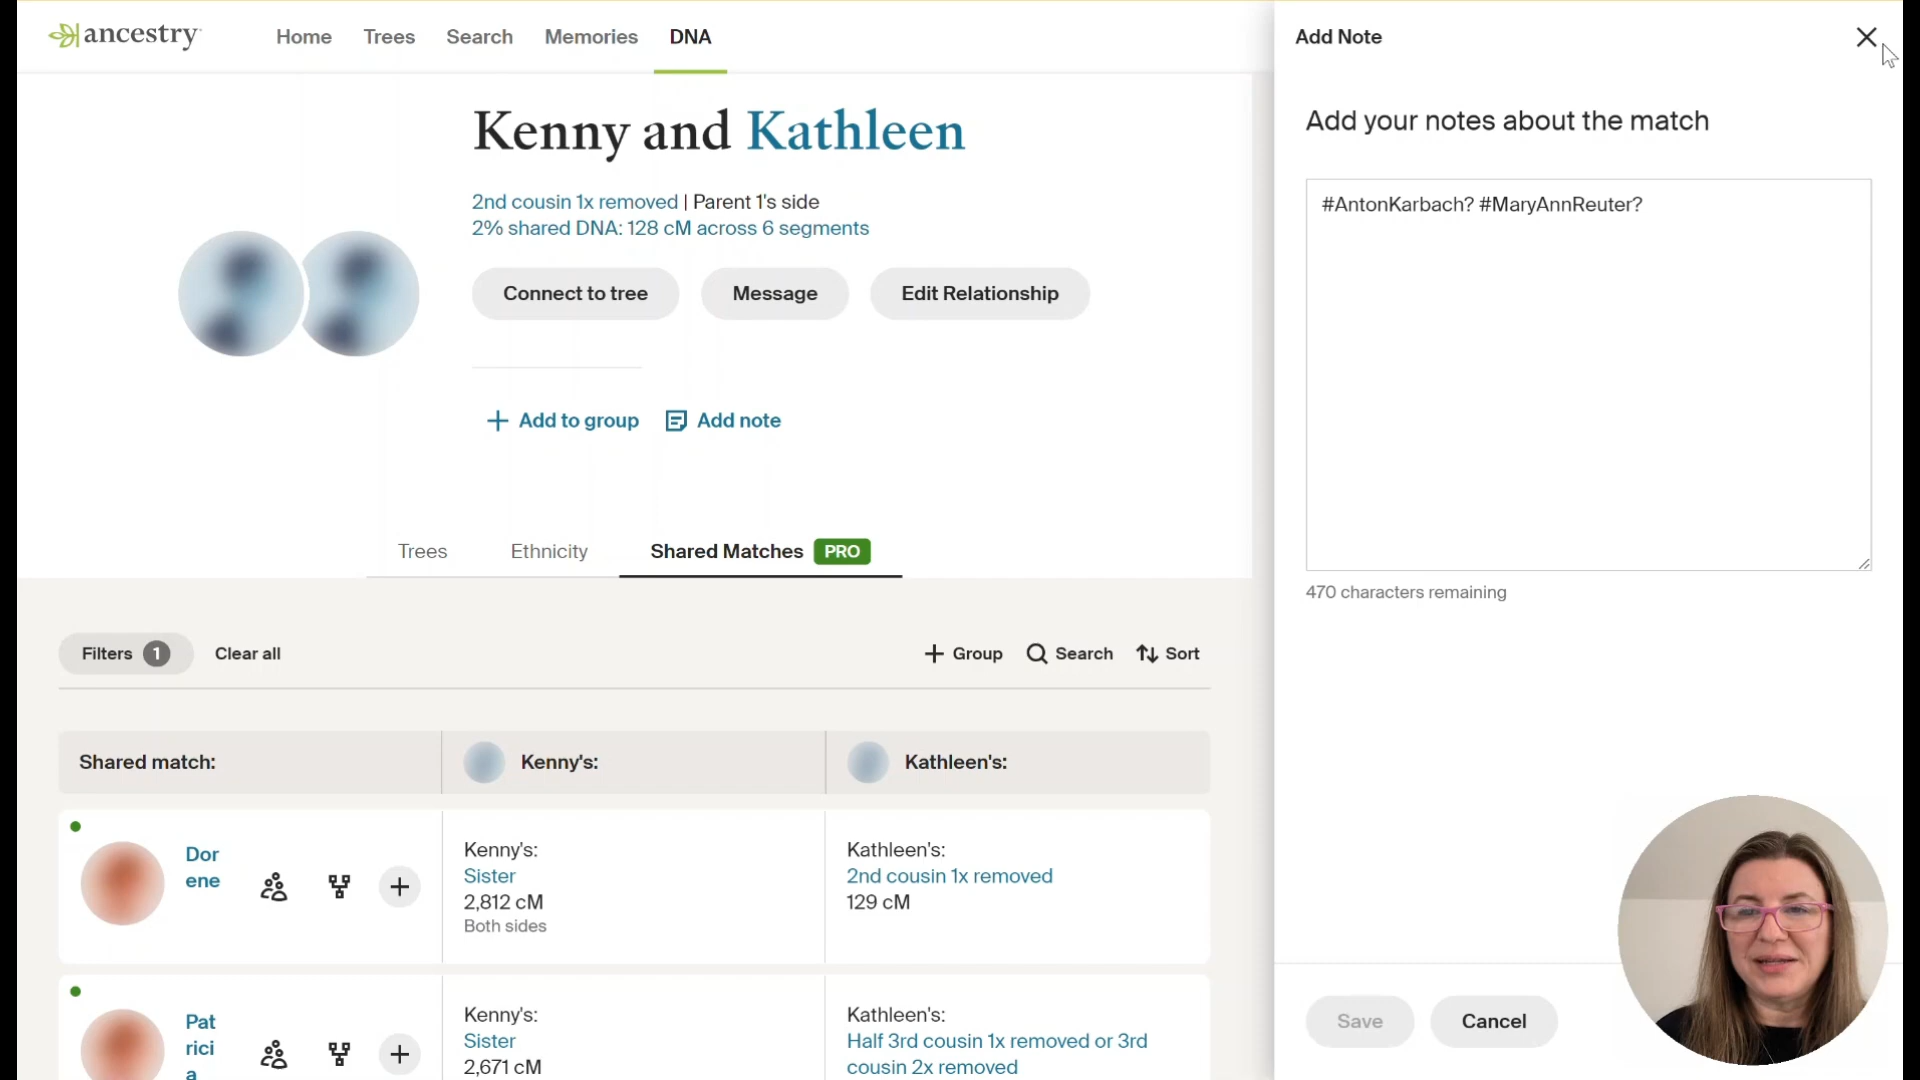 ancestry
Home Trees Search Memories DNA
Kenny and Kathleen
2nd cousin 1x removed | Parent 1's side
2% shared DNA: 128 cM across 6 segments
Connect to tree Message Edit Relationship
Add to group Add note
Trees Ethnicity Shared Matches PRO
Filters 1 Clear all Group Search Sort
Shared match: Kenny's: Kathleen's:
Dor
ene
Kenny's:
Sister
2,812 cM
Both sides
Kathleen's:
2nd cousin 1x removed
129 cM
Pat
rici
a
Kenny's:
Sister
2,671 cM
Kathleen's:
Half 3rd cousin 1x removed or 3rd
cousin 2x removed
Add Note
Add your notes about the match
#AntonKarbach? #MaryAnnReuter?
470 characters remaining
Save Cancel